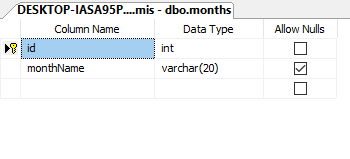 DESKTOP-IASA95P....mis - dbo.months
Column Name Data Type Allow Nulls
id int
monthName varchar(20)